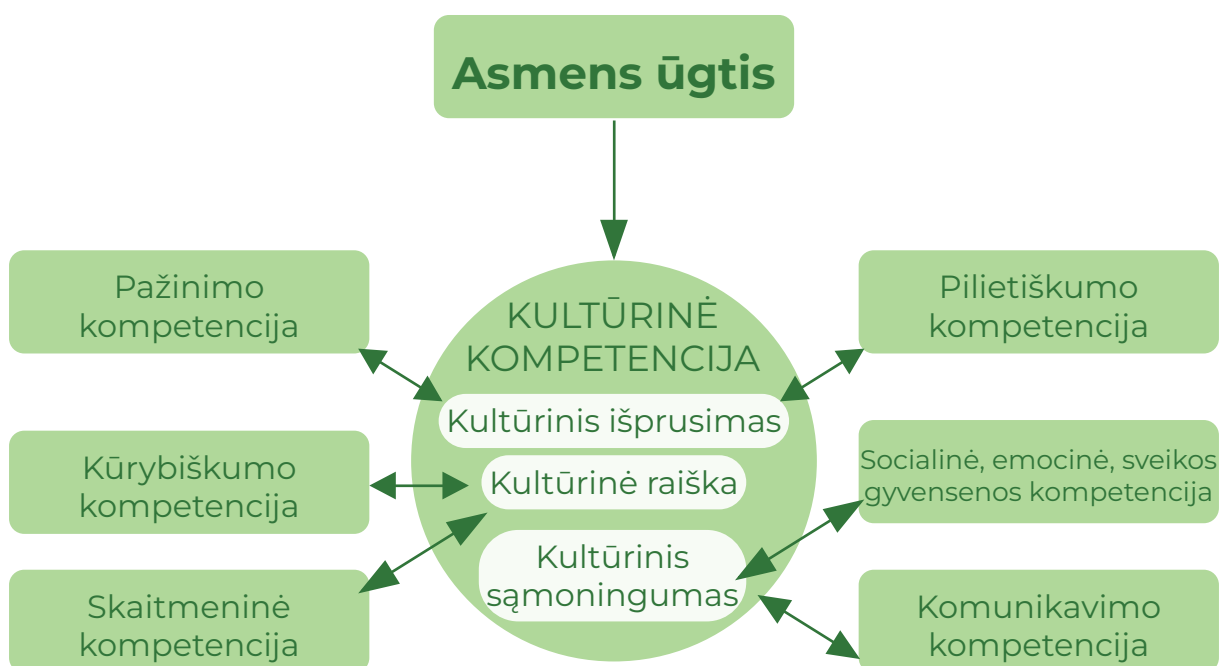 Asmens ūgtis
Pažinimo
kompetencija
Kūrybiškumo
kompetencija
Skaitmeninė
kompetencija
KULTŪRINĖ
KOMPETENCIJA
Kultūrinis išprusimas
Kultūrinė raiška
Kultūrinis
sąmoningumas
Pilietiškumo
kompetencija
Socialinė, emocinė, sveikos
gyvensenos kompetencija
Komunikavimo
kompetencija